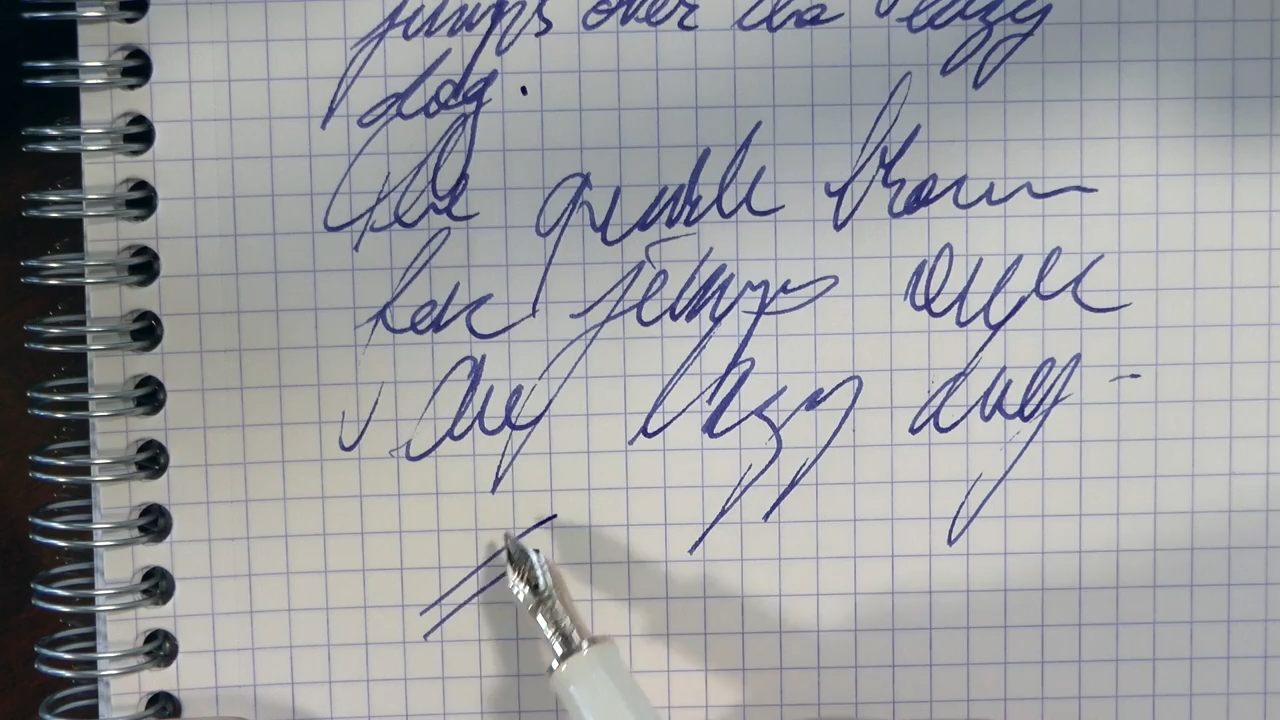 jumps over the lazy
dog.
The quick brown
fox jumps over
the lazy dog